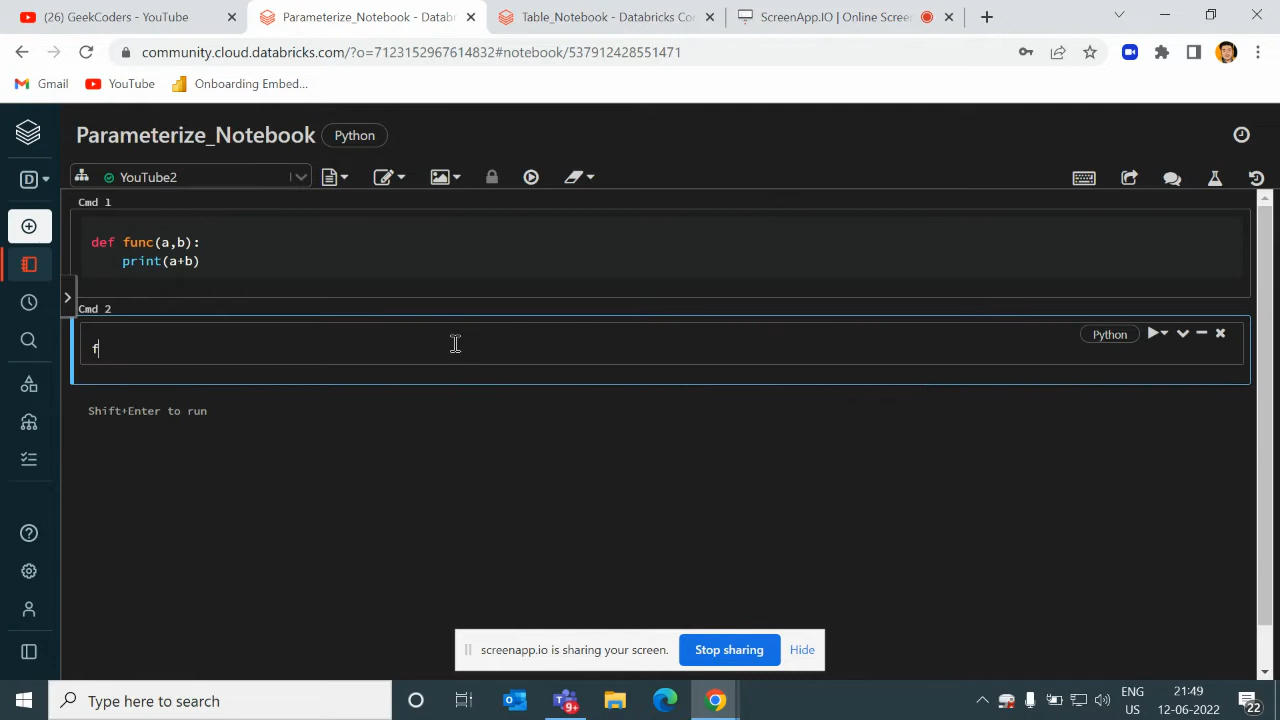 (26) GeekCoders - YouTube
Parameterize_Notebook - Databr
Table_Notebook - Databricks Co
ScreenApp.IO | Online Scree
community.cloud.databricks.com/?o=7123152967614832#notebook/537912428551471
Gmail
YouTube
Onboarding Embed...
Parameterize_Notebook
Python
D
YouTube2
Cmd 1
def func(a,b):
    print(a+b)
Cmd 2
f
Python
Shift+Enter to run
screenapp.io is sharing your screen.
Stop sharing
Hide
Type here to search
9+
ENG
US
21:49
12-06-2022
22